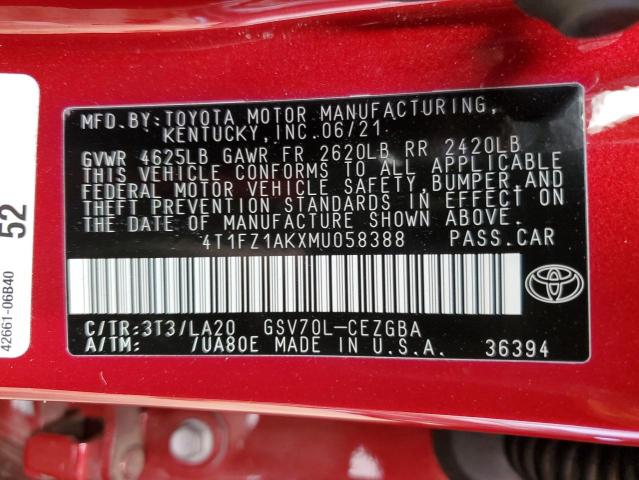 MFD.BY:TOYOTA MOTOR MANUFACTURING,
KENTUCKY,INC.06/21
GVWR 4625LB GAWR FR 2620LB RR 2420LB
THIS VEHICLE CONFORMS TO ALL APPLICABLE
FEDERAL MOTOR VEHICLE SAFETY,BUMPER,AND
THEFT PREVENTION STANDARDS IN EFFECT ON
THE DATE OF MANUFACTURE SHOWN ABOVE.
4T1FZ1AKXMU058388 PASS.CAR
C/TR:3T3/LA20 GSV70L-CEZGBA
A/TM: /UA80E MADE IN U.S.A. 36394
52
42661-06B40